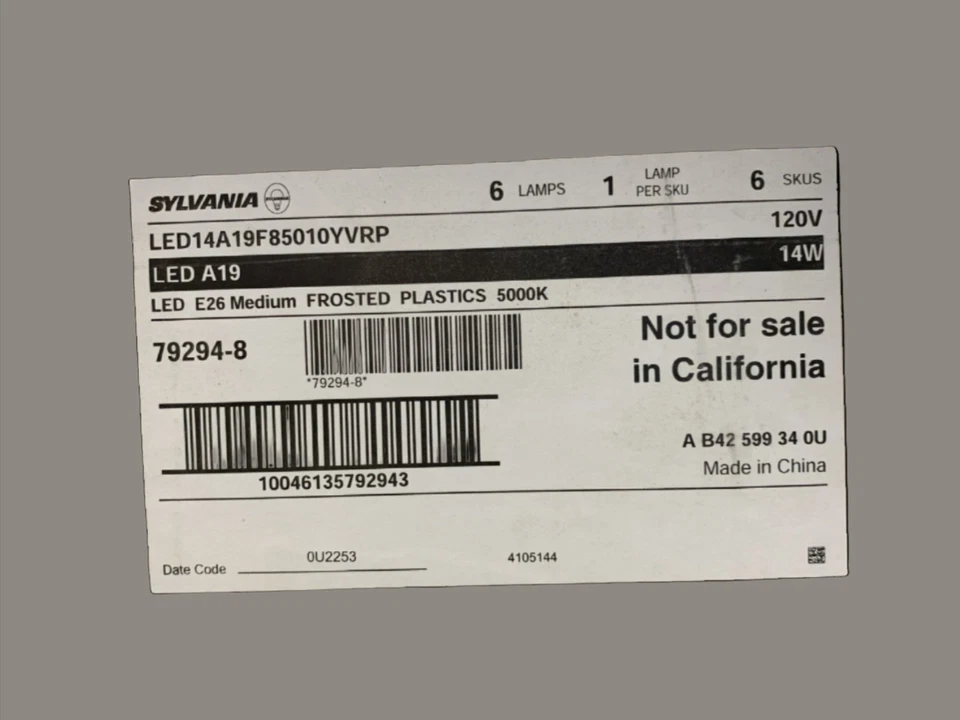 SYLVANIA 6 LAMPS 1 LAMP PER SKU 6 SKUS
LED14A19F85010YVRP 120V
LED A19 14W
LED E26 Medium FROSTED PLASTICS 5000K
79294-8
*79294-8*
Not for sale
in California
10046135792943
A B42 599 34 0U
Made in China
Date Code 0U2253 4105144